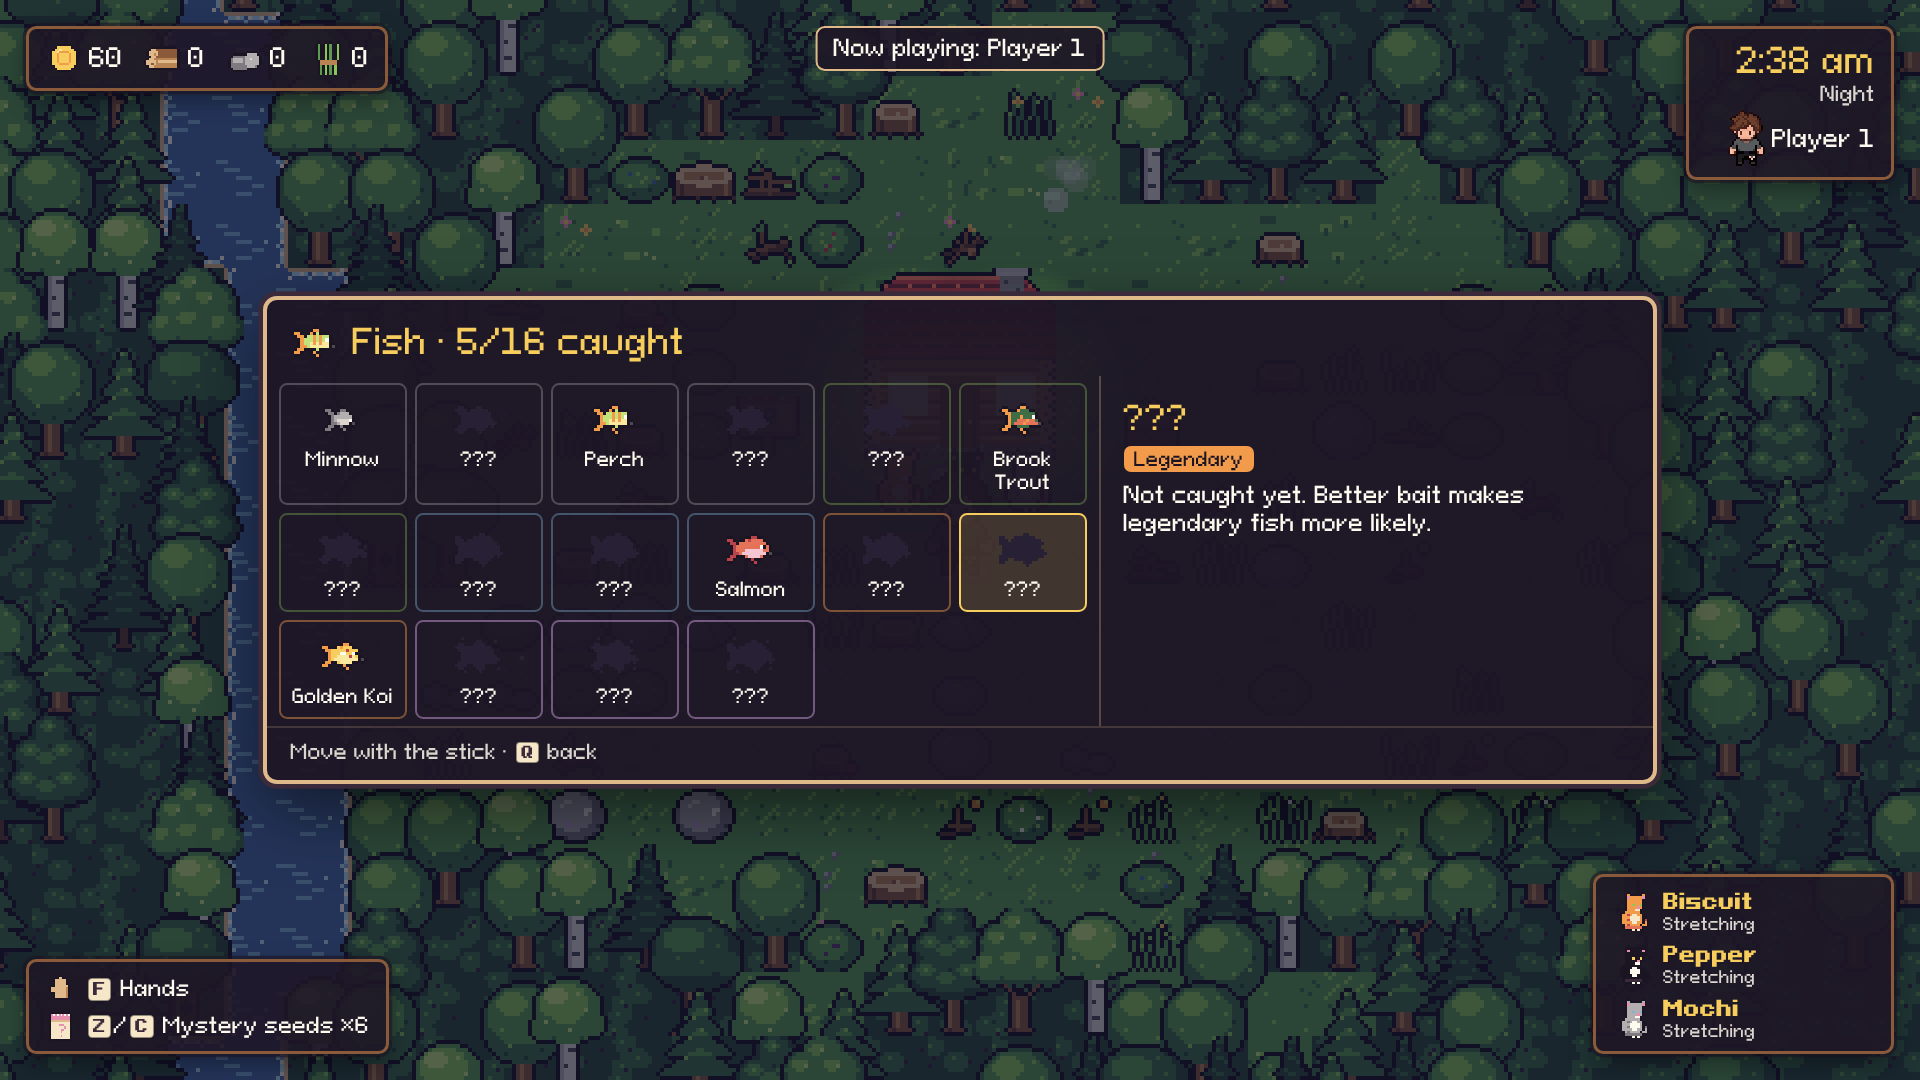 60 0 0 0
Now playing: Player 1
2:38 am
Night
Player 1
Fish · 5/16 caught
Minnow
???
Perch
???
???
Brook
Trout
???
???
???
Salmon
???
???
Golden Koi
???
???
???
???
Legendary
Not caught yet. Better bait makes
legendary fish more likely.
Move with the stick · Q back
F Hands
Z/C Mystery seeds ×6
Biscuit
Stretching
Pepper
Stretching
Mochi
Stretching